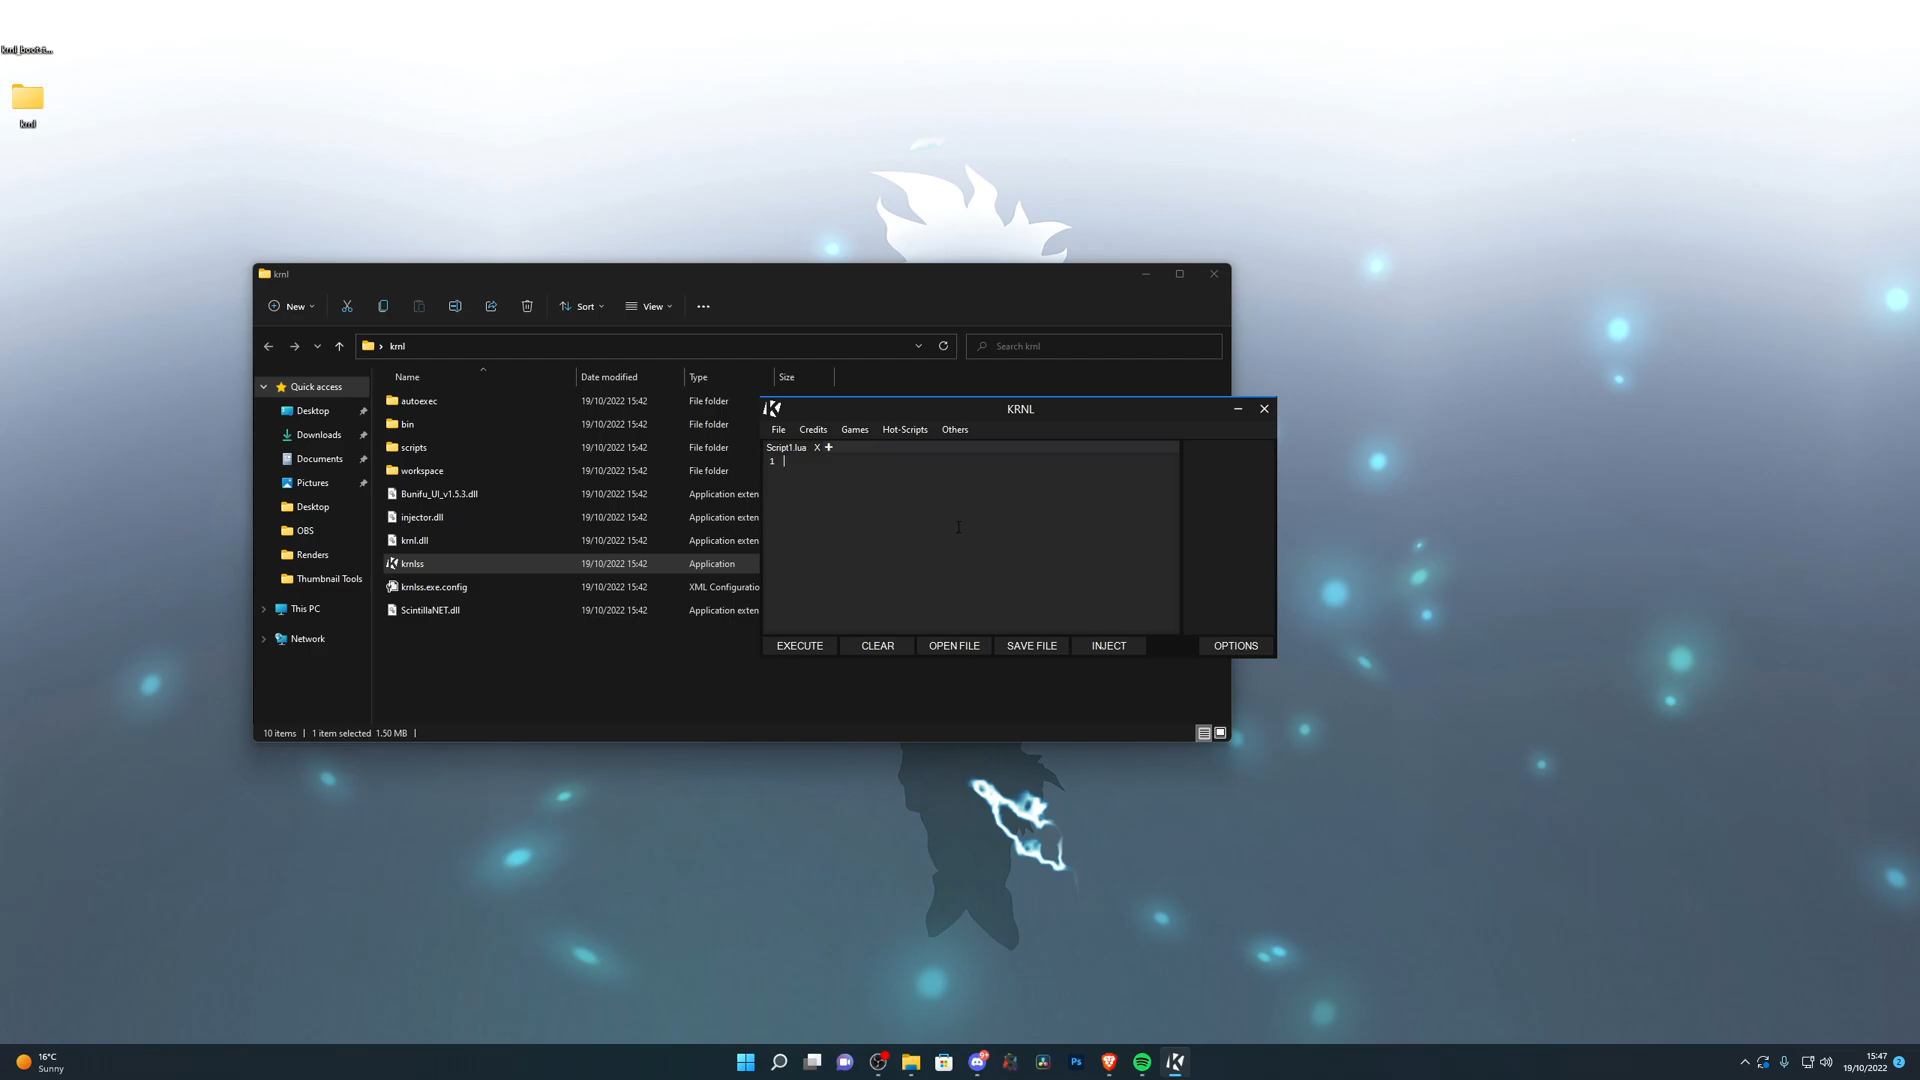 krnl_boots...
krnl
krnl
New
Sort
View
krnl
Search krnl
Name
Date modified
Type
Size
Quick access
Desktop
Downloads
Documents
Pictures
Desktop
OBS
Renders
Thumbnail Tools
This PC
Network
autoexec 19/10/2022 15:42 File folder
bin 19/10/2022 15:42 File folder
scripts 19/10/2022 15:42 File folder
workspace 19/10/2022 15:42 File folder
Bunifu_UI_v1.5.3.dll 19/10/2022 15:42 Application exten
injector.dll 19/10/2022 15:42 Application exten
krnl.dll 19/10/2022 15:42 Application exten
krnlss 19/10/2022 15:42 Application
krnlss.exe.config 19/10/2022 15:42 XML Configuratio
ScintillaNET.dll 19/10/2022 15:42 Application exten
10 items 1 item selected 1.50 MB
KRNL
File Credits Games Hot-Scripts Others
Script1.lua X
1
EXECUTE CLEAR OPEN FILE SAVE FILE INJECT OPTIONS
16°C
Sunny
9+
Ps
15:47
19/10/2022
2